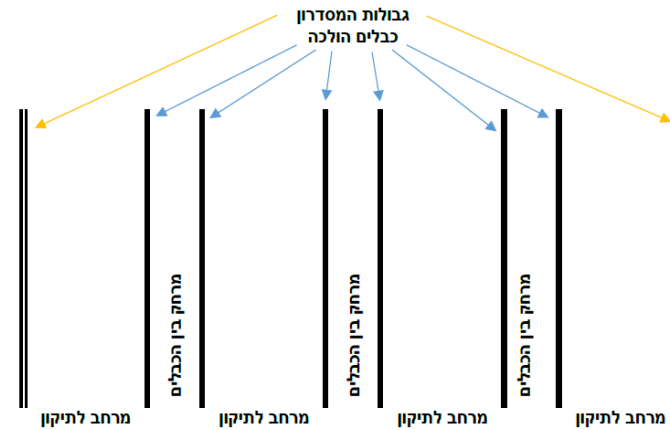 גבולות המסדרון
כבלים הולכה
מרחק בין הכבלים
מרחק בין הכבלים
מרחק בין הכבלים
מרחב לתיקון
מרחב לתיקון
מרחב לתיקון
מרחב לתיקון